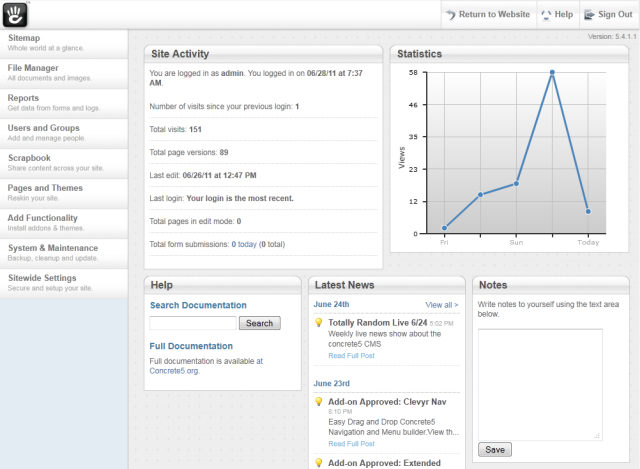 Return to Website
Help
Sign Out
Version: 5.4.1.1
Sitemap
Whole world at a glance.
File Manager
All documents and images.
Reports
Get data from forms and logs.
Users and Groups
Add and manage people.
Scrapbook
Share content across your site.
Pages and Themes
Reskin your site.
Add Functionality
Install addons & themes.
System & Maintenance
Backup, cleanup and update.
Sitewide Settings
Secure and setup your site.
Site Activity
You are logged in as admin. You logged in on 06/28/11 at 7:37
AM.
Number of visits since your previous login: 1
Total visits: 151
Total page versions: 89
Last edit: 06/26/11 at 12:47 PM
Last login: Your login is the most recent.
Total pages in edit mode: 0
Total form submissions: 0 today (0 total)
Statistics
58
46
35
23
12
0
Views
Fri
Sun
Today
Help
Search Documentation
Search
Full Documentation
Full documentation is available at
Concrete5.org.
Latest News
June 24th
View all >
Totally Random Live 6/24 5:02 PM
Weekly live news show about the
concrete5 CMS
Read Full Post
June 23rd
Add-on Approved: Clevyr Nav
8:10 PM
Easy Drag and Drop Concrete5
Navigation and Menu builder.View th...
Read Full Post
Add-on Approved: Extended
Notes
Write notes to yourself using the text area
below.
Save